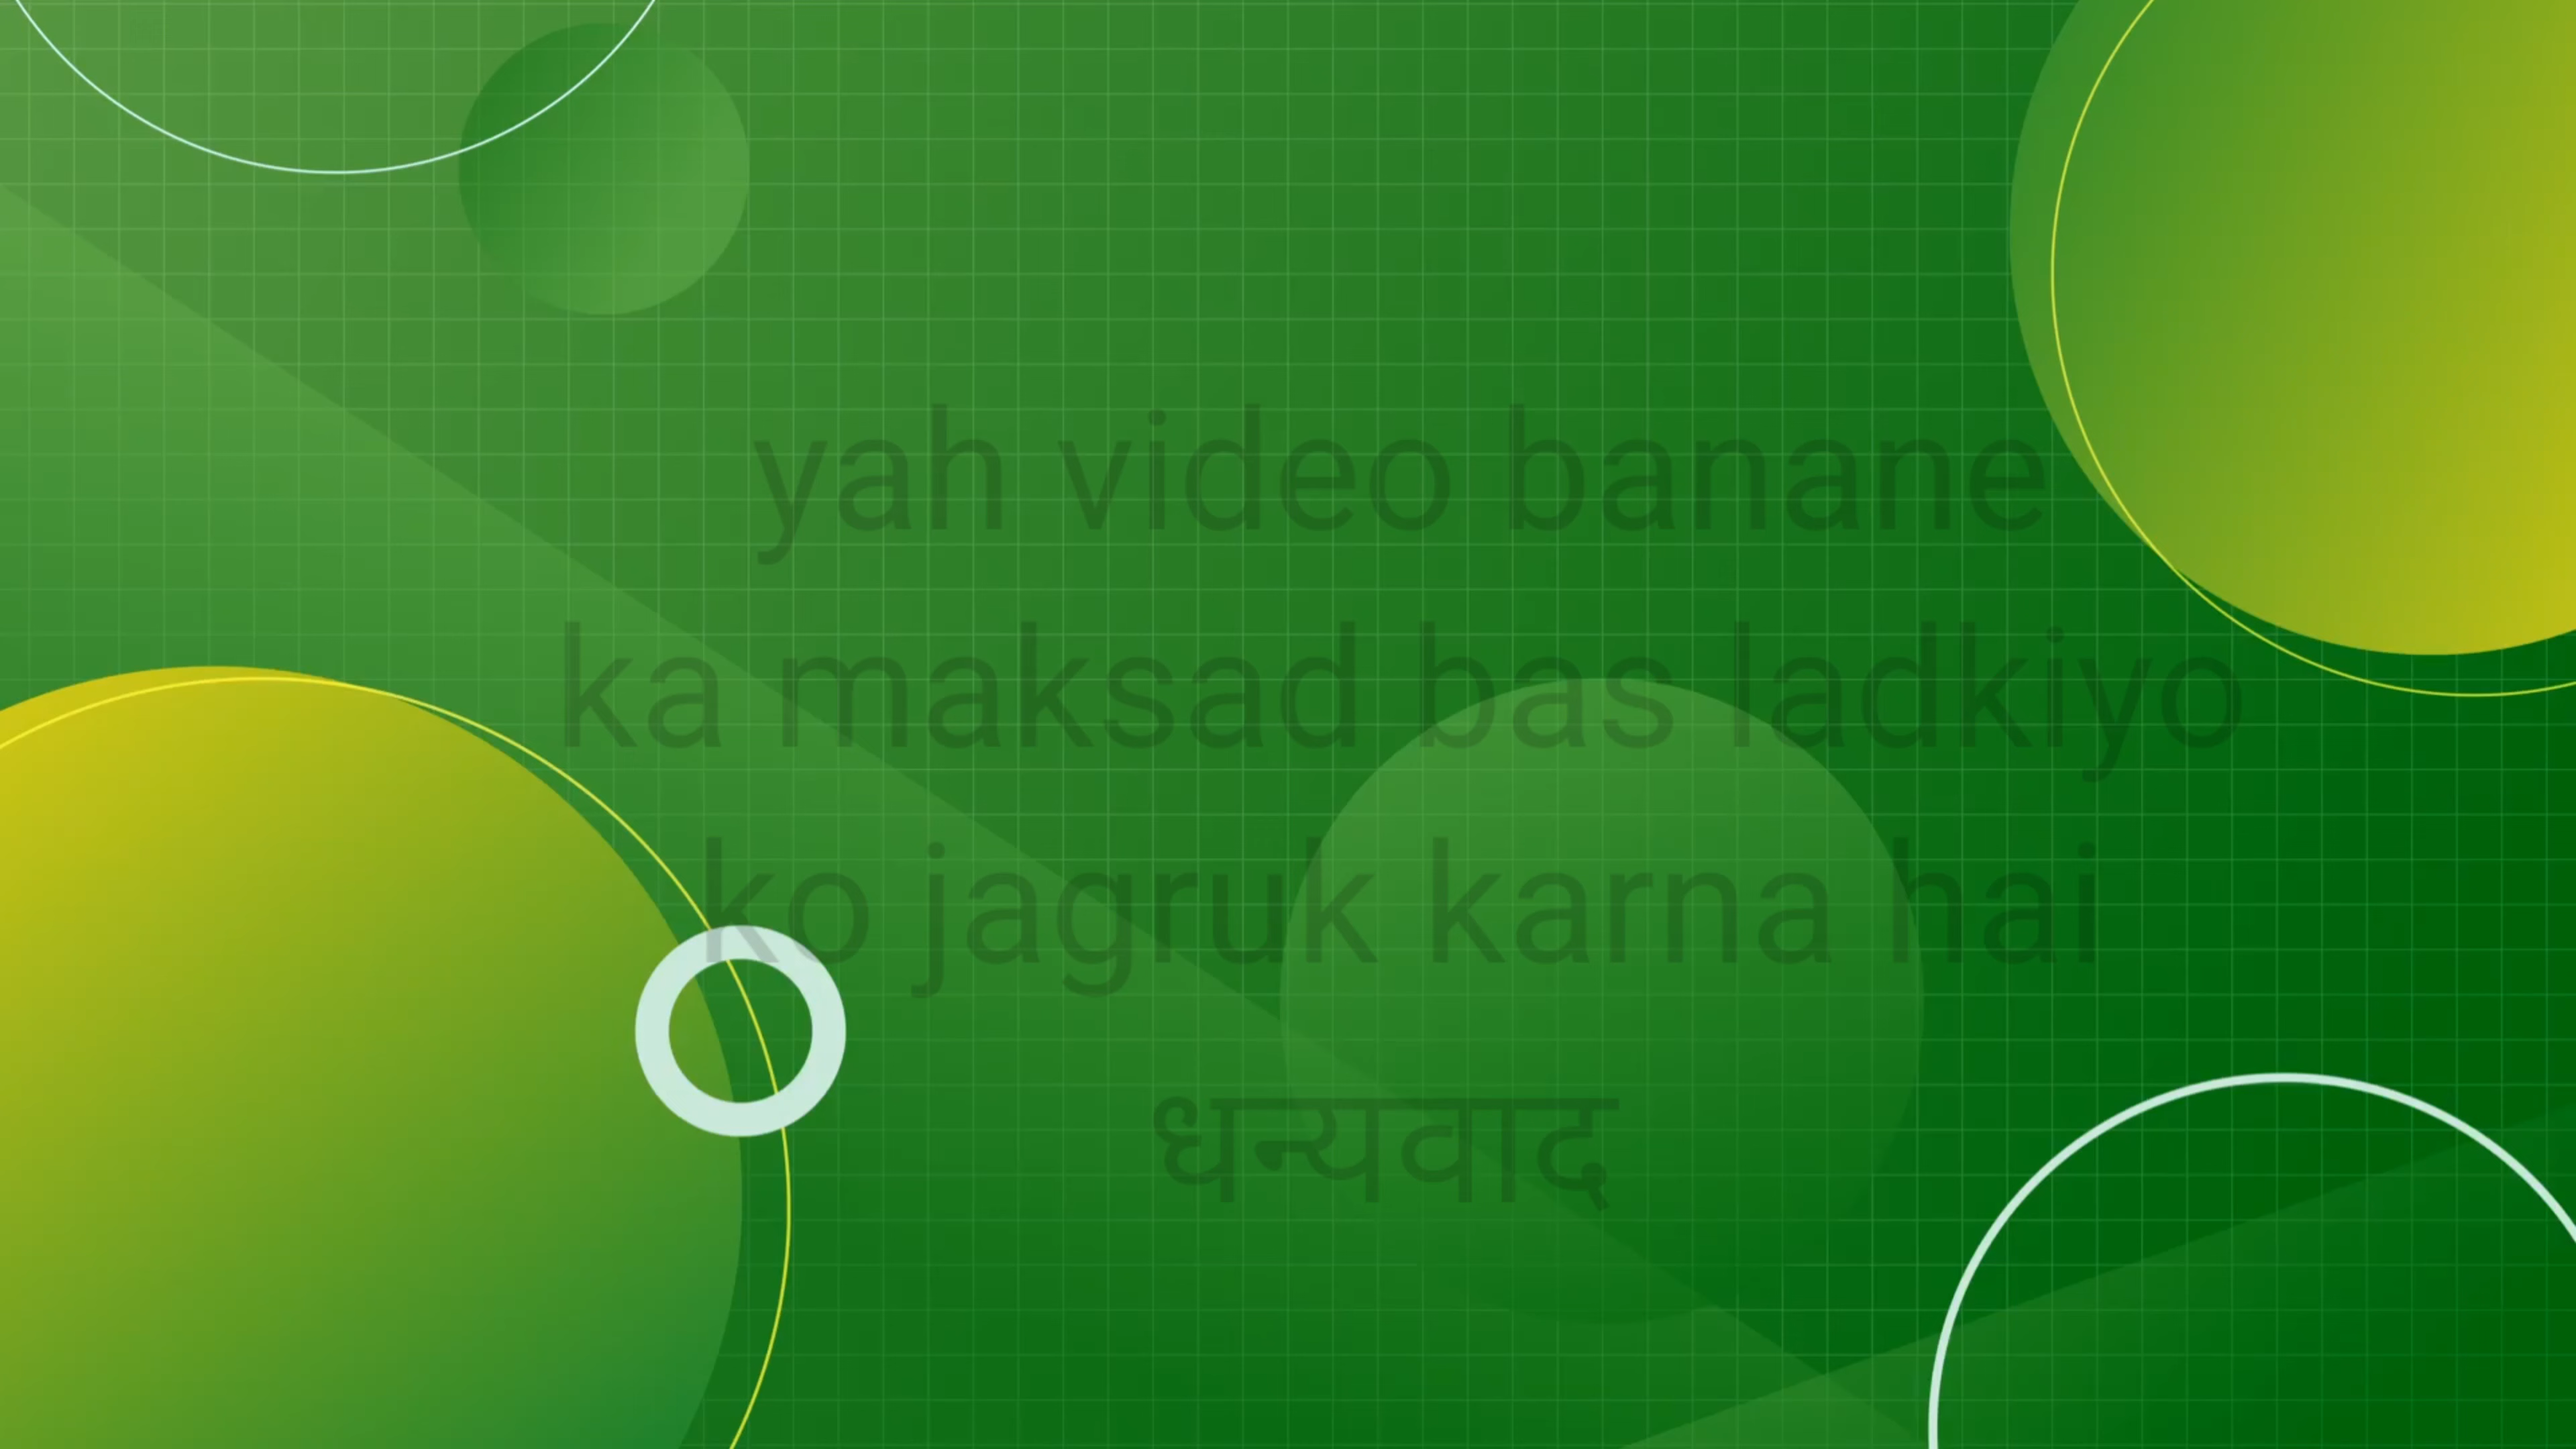 yah video banane
ka maksad bas ladkiyo
ko jagruk karna hai
धन्यवाद